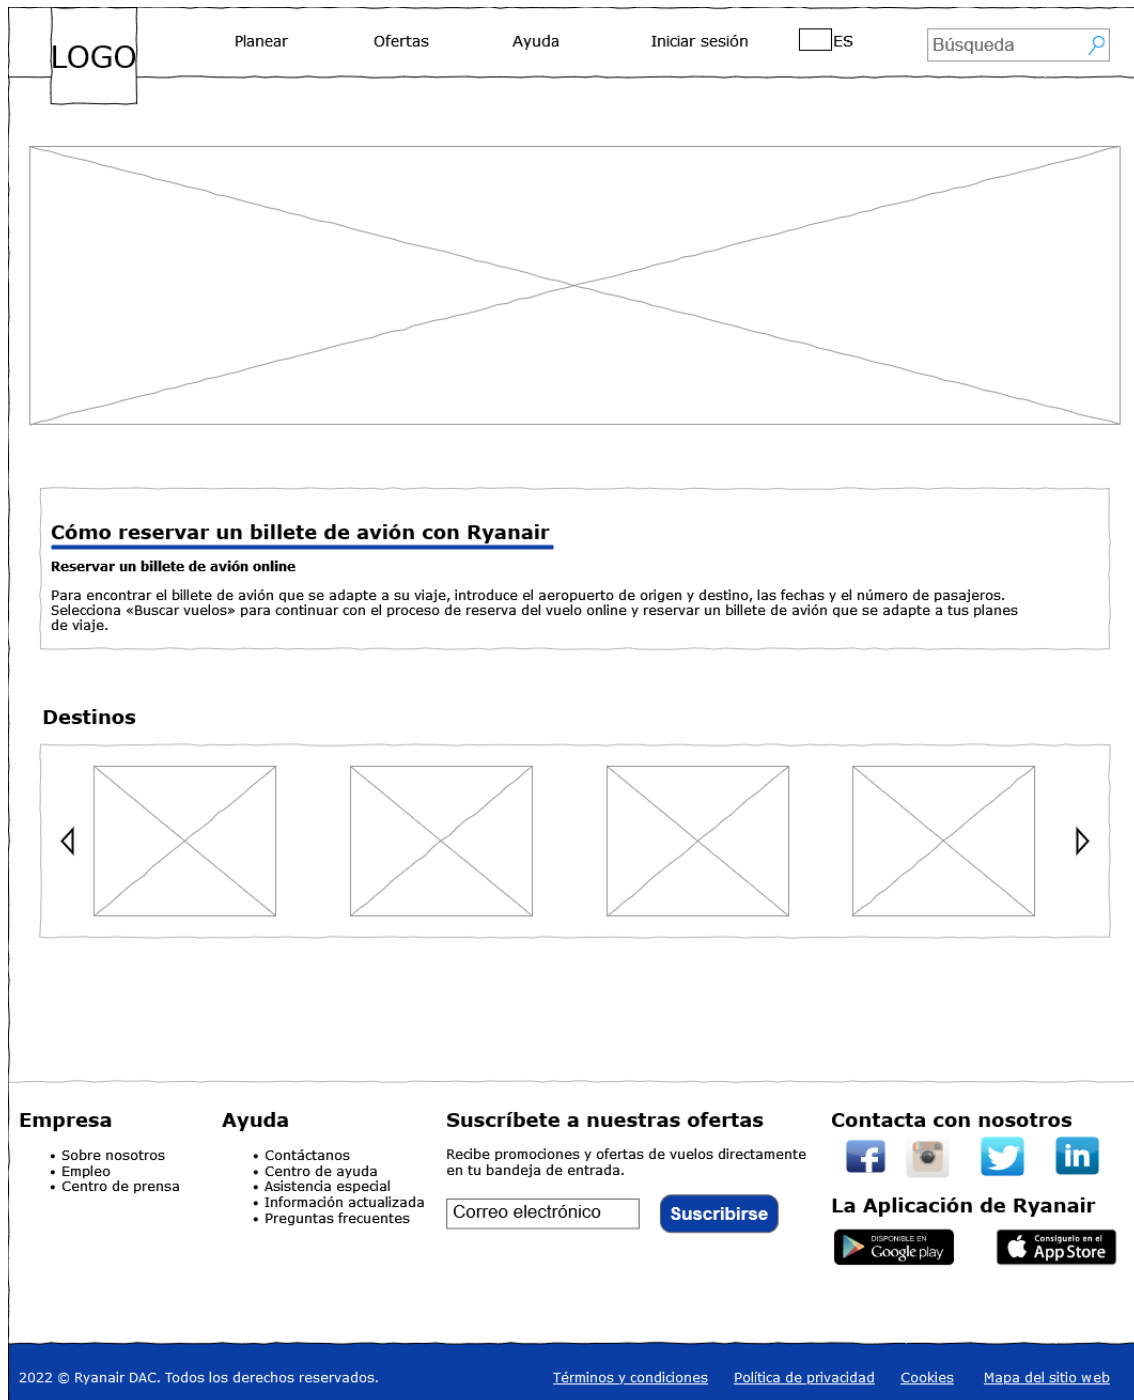 LOGO
Planear
Ofertas
Ayuda
Iniciar sesión
ES
Búsqueda
Cómo reservar un billete de avión con Ryanair
Reservar un billete de avión online
Para encontrar el billete de avión que se adapte a su viaje, introduce el aeropuerto de origen y destino, las fechas y el número de pasajeros.
Selecciona «Buscar vuelos» para continuar con el proceso de reserva del vuelo online y reservar un billete de avión que se adapte a tus planes
de viaje.
Destinos
Empresa
• Sobre nosotros
• Empleo
• Centro de prensa
Ayuda
• Contáctanos
• Centro de ayuda
• Asistencia especial
• Información actualizada
• Preguntas frecuentes
Suscríbete a nuestras ofertas
Recibe promociones y ofertas de vuelos directamente
en tu bandeja de entrada.
Correo electrónico
Suscribirse
Contacta con nosotros
f
in
La Aplicación de Ryanair
DISPONIBLE EN
Google play
Consíguelo en el
App Store
2022 © Ryanair DAC. Todos los derechos reservados.
Términos y condiciones
Política de privacidad
Cookies
Mapa del sitio web